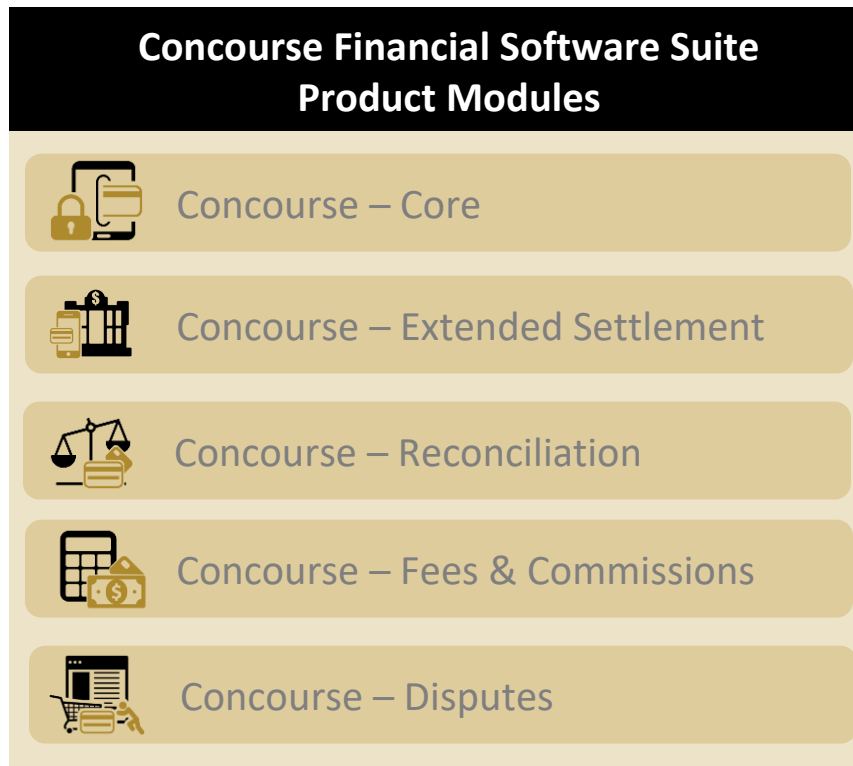 Concourse Financial Software Suite
Product Modules
Concourse – Core
$
Concourse – Extended Settlement
Concourse – Reconciliation
Concourse – Fees & Commissions
$
Concourse – Disputes